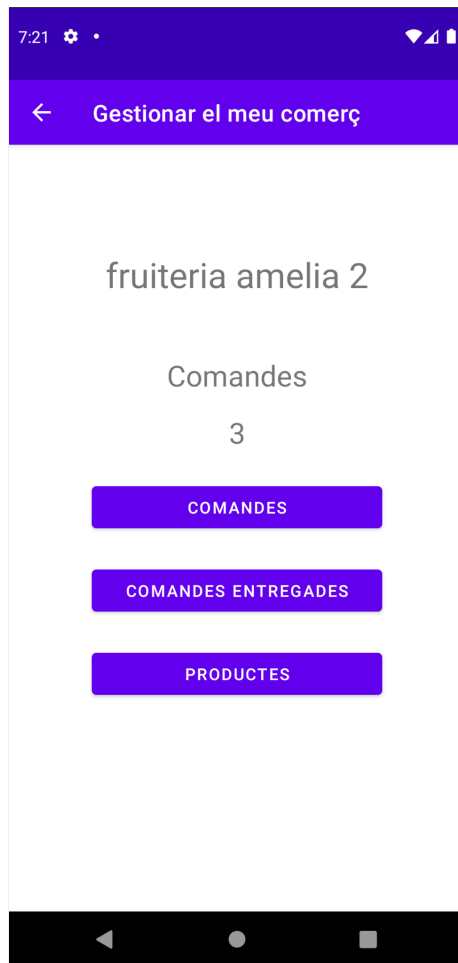 7:21
Gestionar el meu comerç
fruiteria amelia 2
Comandes
3
COMANDES
COMANDES ENTREGADES
PRODUCTES